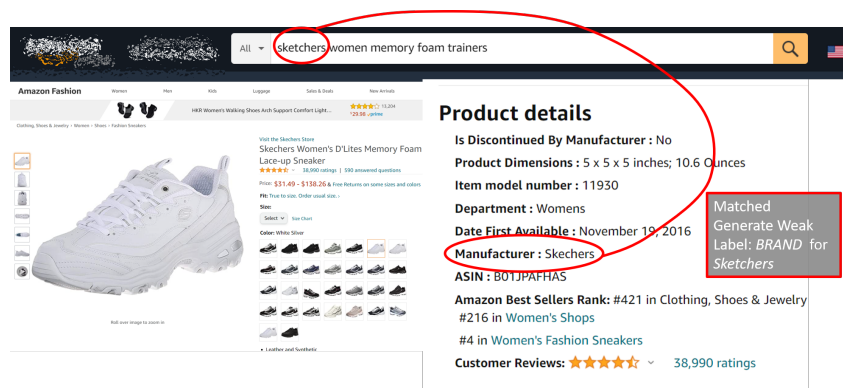 All
sketchers women memory foam trainers
Amazon Fashion
Women
Men
Kids
Luggage
Sales & Deals
New Arrivals
HKR Women's Walking Shoes Arch Support Comfort Light...
13,204
$29.98 prime
Clothing, Shoes & Jewelry › Women › Shoes › Fashion Sneakers
Visit the Skechers Store
Skechers Women's D'Lites Memory Foam
Lace-up Sneaker
38,990 ratings | 590 answered questions
Price: $31.49 - $138.26 & Free Returns on some sizes and colors
Fit: True to size. Order usual size. ›
Size:
Select
Size Chart
Color: White Silver
Leather and Synthetic
Roll over image to zoom in
Product details
Is Discontinued By Manufacturer : No
Product Dimensions : 5 x 5 x 5 inches; 10.6 Ounces
Item model number : 11930
Department : Womens
Date First Available : November 19, 2016
Manufacturer : Skechers
ASIN : B01JPAFHAS
Amazon Best Sellers Rank: #421 in Clothing, Shoes & Jewelry
#216 in Women's Shops
#4 in Women's Fashion Sneakers
Customer Reviews:
38,990 ratings
Matched
Generate Weak
Label: BRAND for
Sketchers